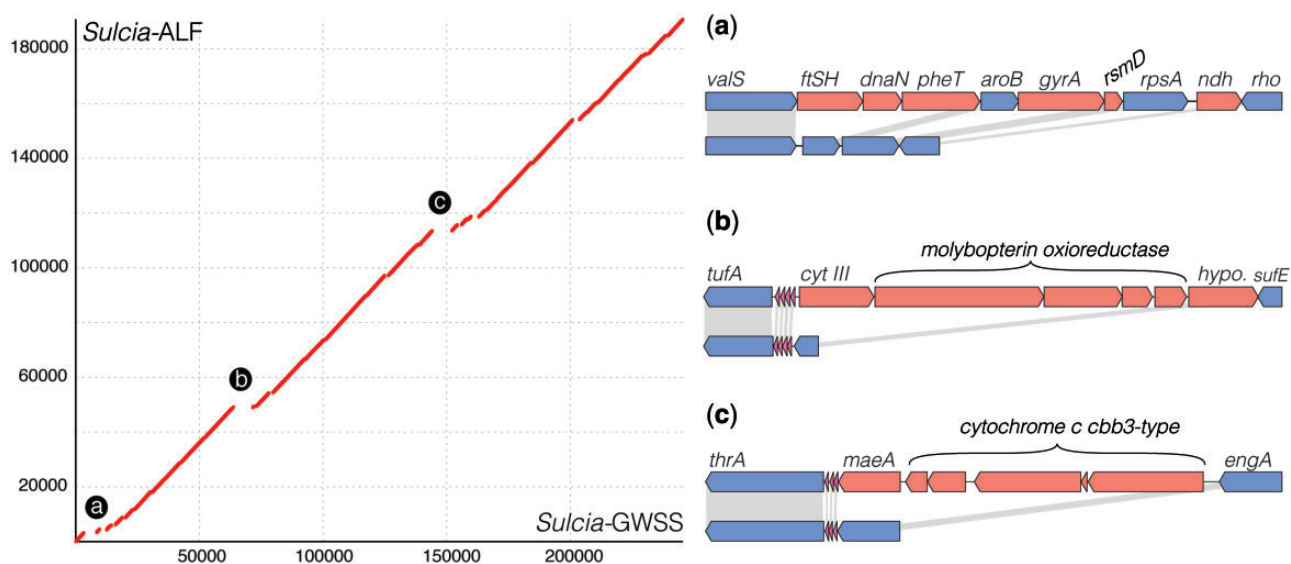 Sulcia-ALF
180000
140000
100000
60000
20000
50000
100000
150000
200000
Sulcia-GWSS
a
b
c
(a)
valS ftSH dnaN pheT aroB gyrA rsmD rpsA ndh rho
(b)
molybopterin oxioreductase
tufA cyt III hypo. sufE
(c)
cytochrome c cbb3-type
thrA maeA engA